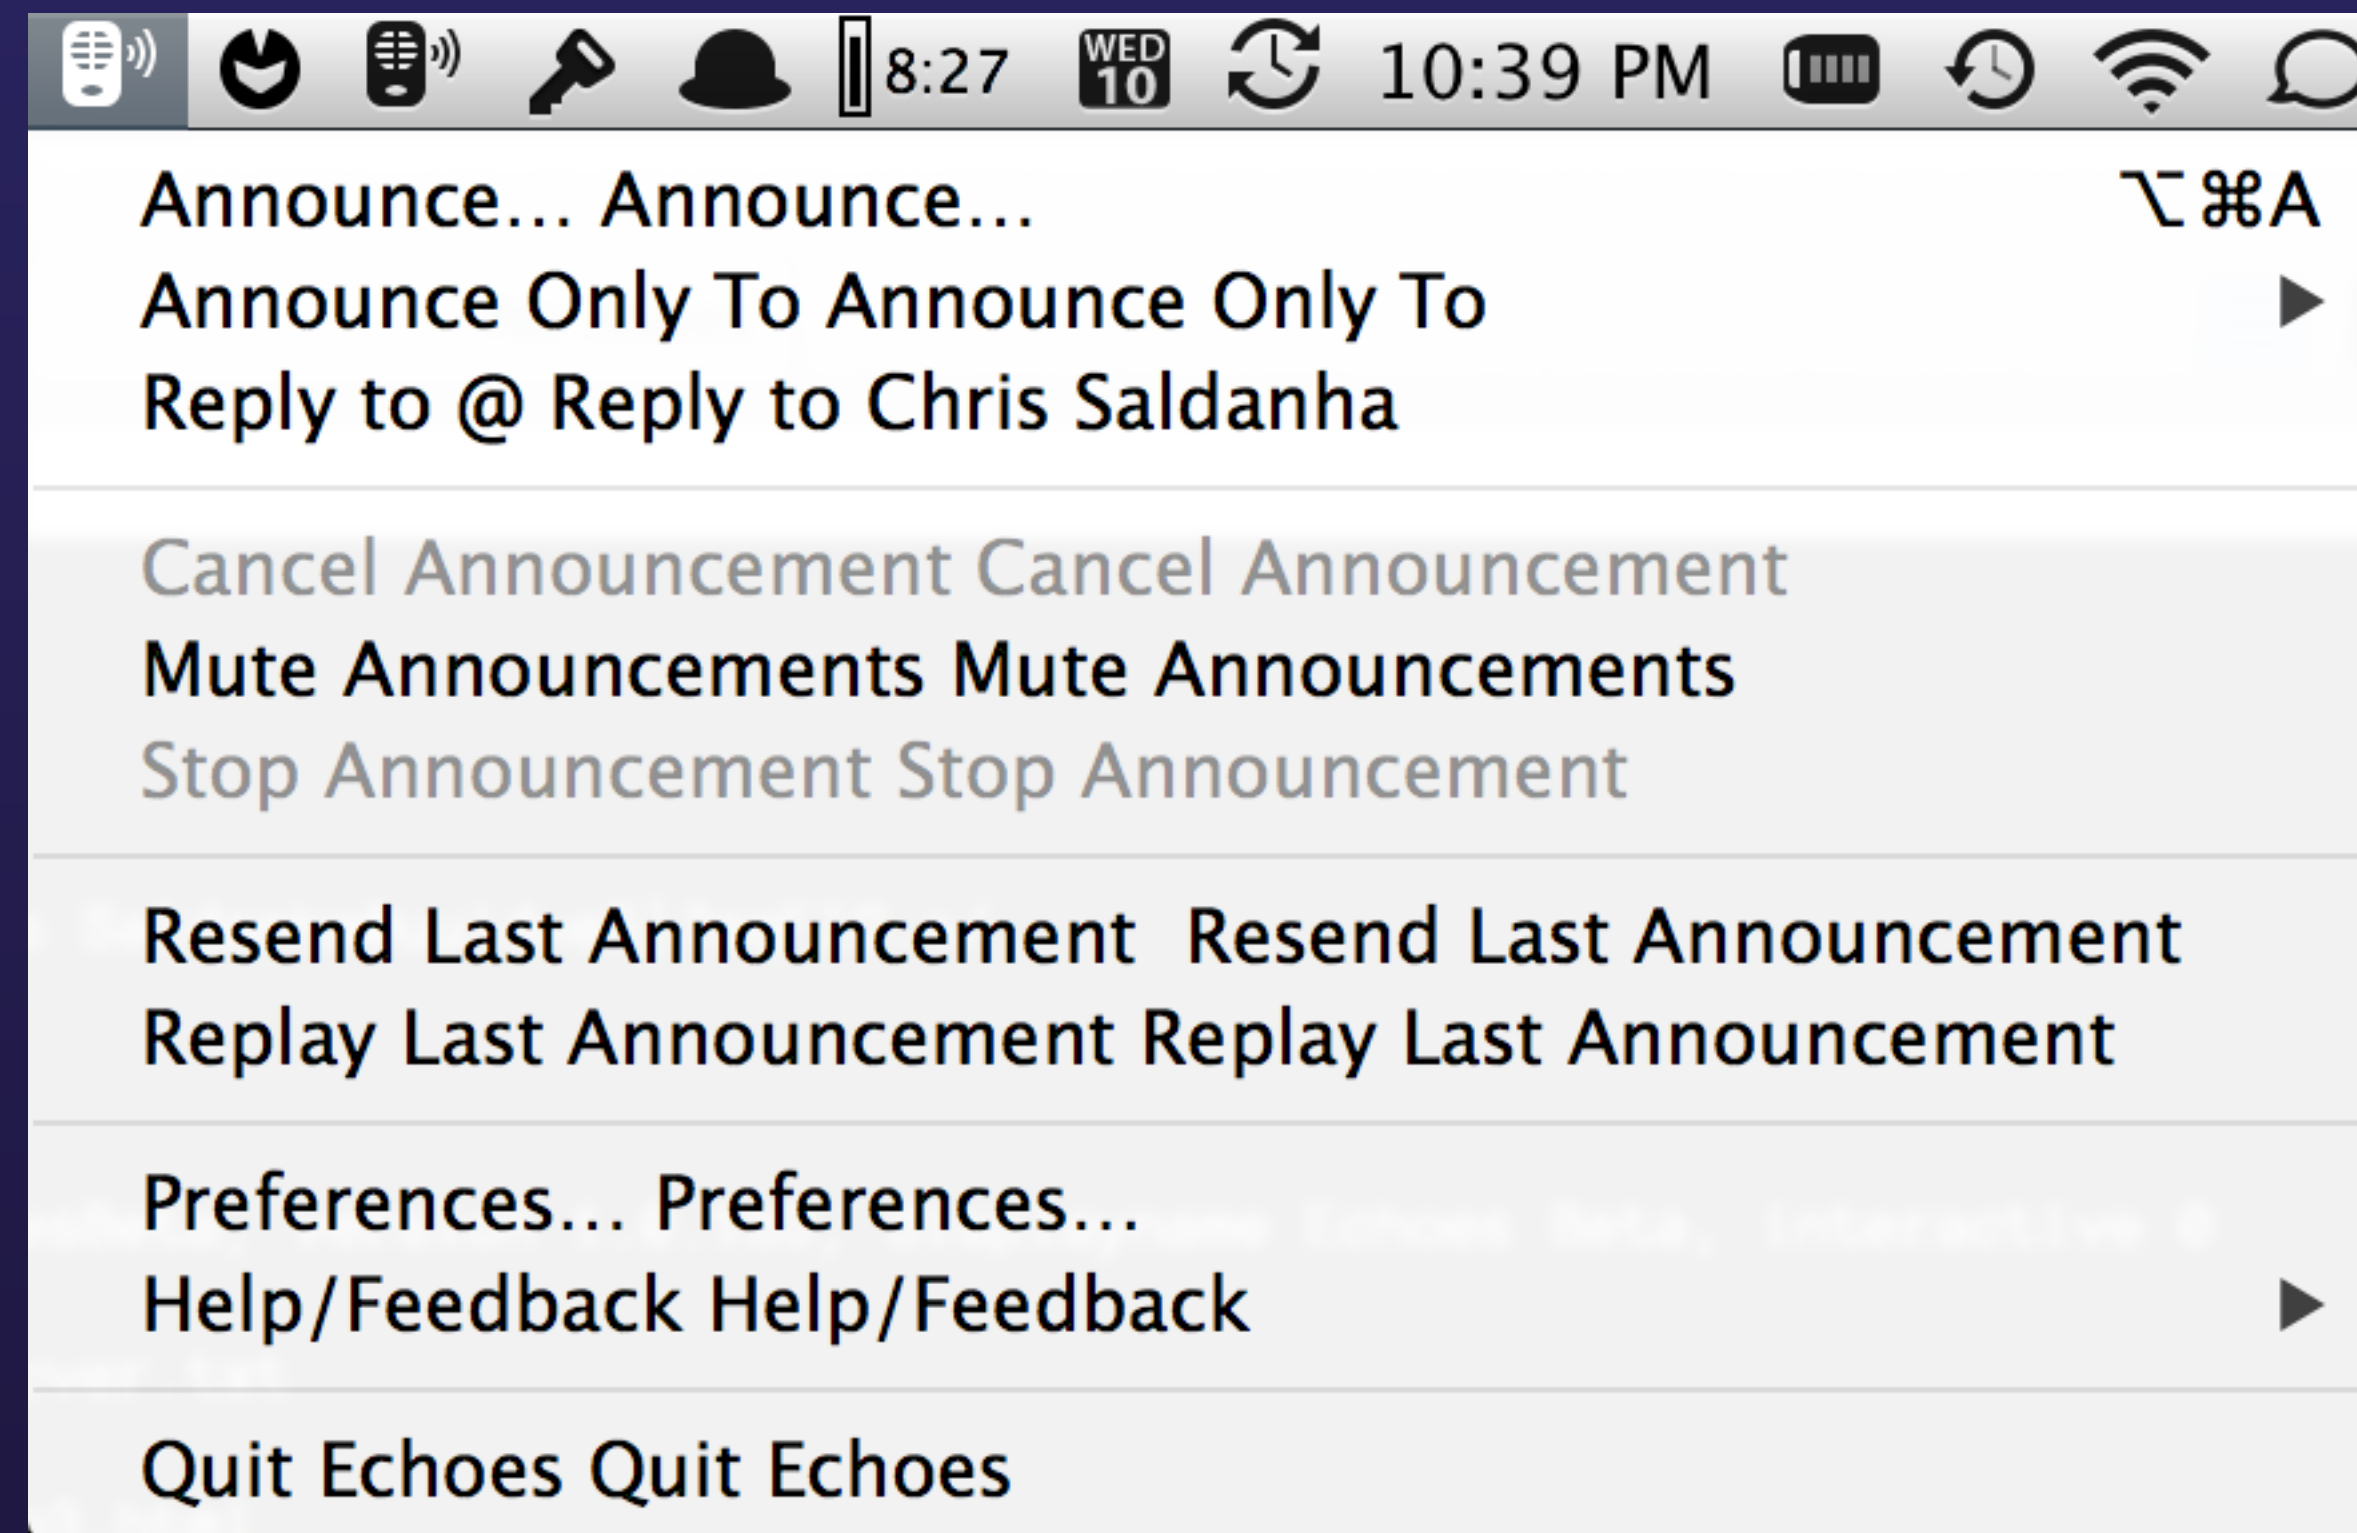 8:27 WED 10 10:39 PM
Announce... Announce... ⌥⌘A
Announce Only To Announce Only To
Reply to @ Reply to Chris Saldanha
Cancel Announcement Cancel Announcement
Mute Announcements Mute Announcements
Stop Announcement Stop Announcement
Resend Last Announcement  Resend Last Announcement
Replay Last Announcement Replay Last Announcement
Preferences... Preferences...
Help/Feedback Help/Feedback
Quit Echoes Quit Echoes